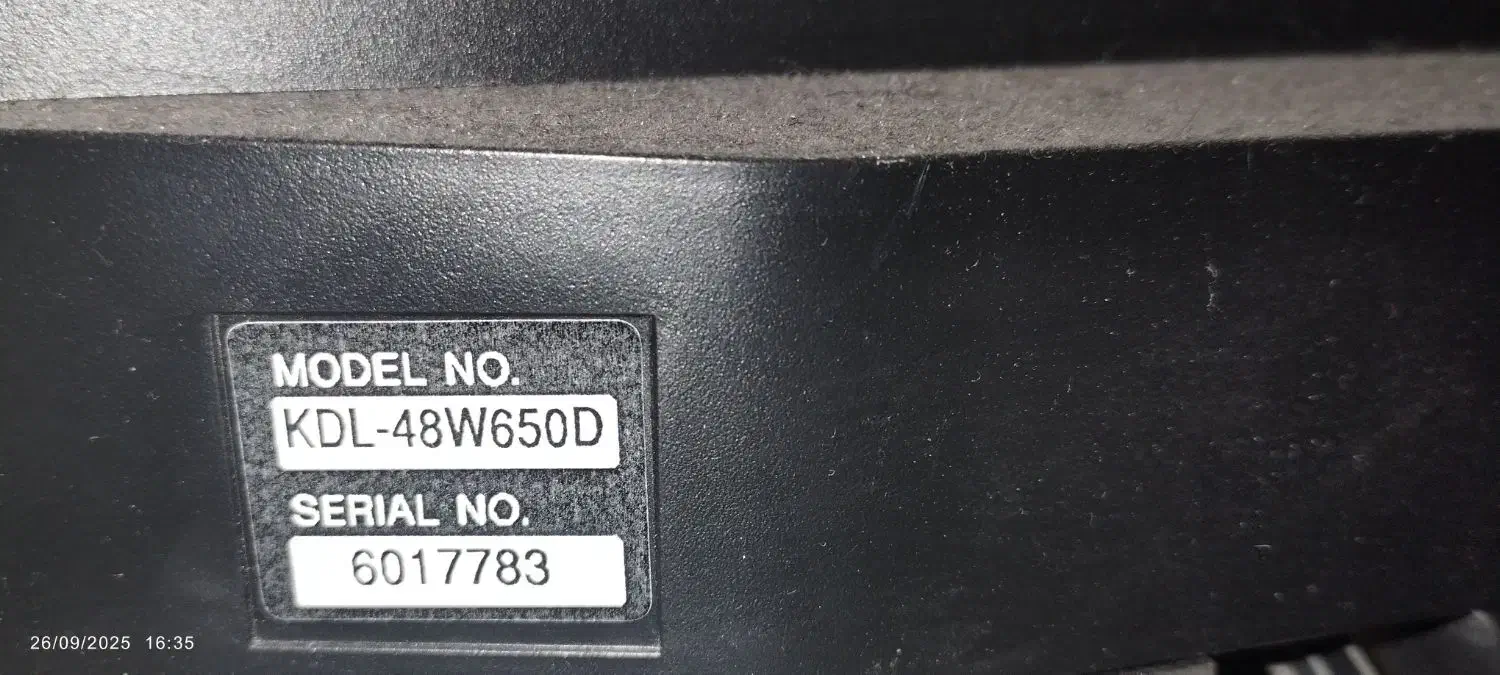 MODEL NO.
KDL-48W650D
SERIAL NO.
6017783
26/09/2025 16:35